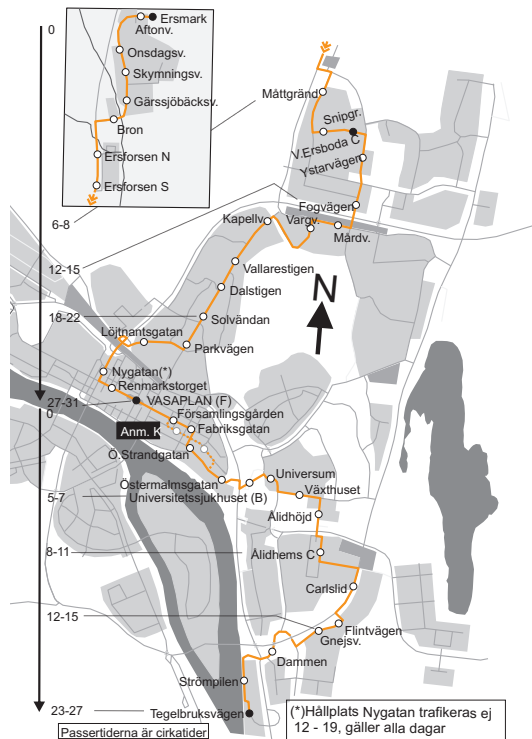 0
Ersmark
Aftonv.
Onsdagsv.
Skymningsv.
Gärssjöbäcksv.
Bron
Ersforsen N
Ersforsen S
Måttgränd
Snipgr.
V.Ersboda C
Ystarvägen
Fogvägen
6-8
Kapellv.
Vargv.
Mårdv.
12-15
Vallarestigen
Dalstigen
N
18-22
Solvändan
Löjtnantsgatan
Parkvägen
Nygatan(*)
Renmarkstorget
27-31
VASAPLAN (F)
0
Församlingsgården
Anm. K
Fabriksgatan
Ö.Strandgatan
Östermalmsgatan
Universum
5-7
Universitetssjukhuset (B)
Växthuset
Ålidhöjd
8-11
Ålidhems C
Carlslid
12-15
Flintvägen
Gnejsv.
Dammen
Strömpilen
23-27
Tegelbruksvägen
Passertiderna är cirkatider
(*)Hållplats Nygatan trafikeras ej
12 - 19, gäller alla dagar